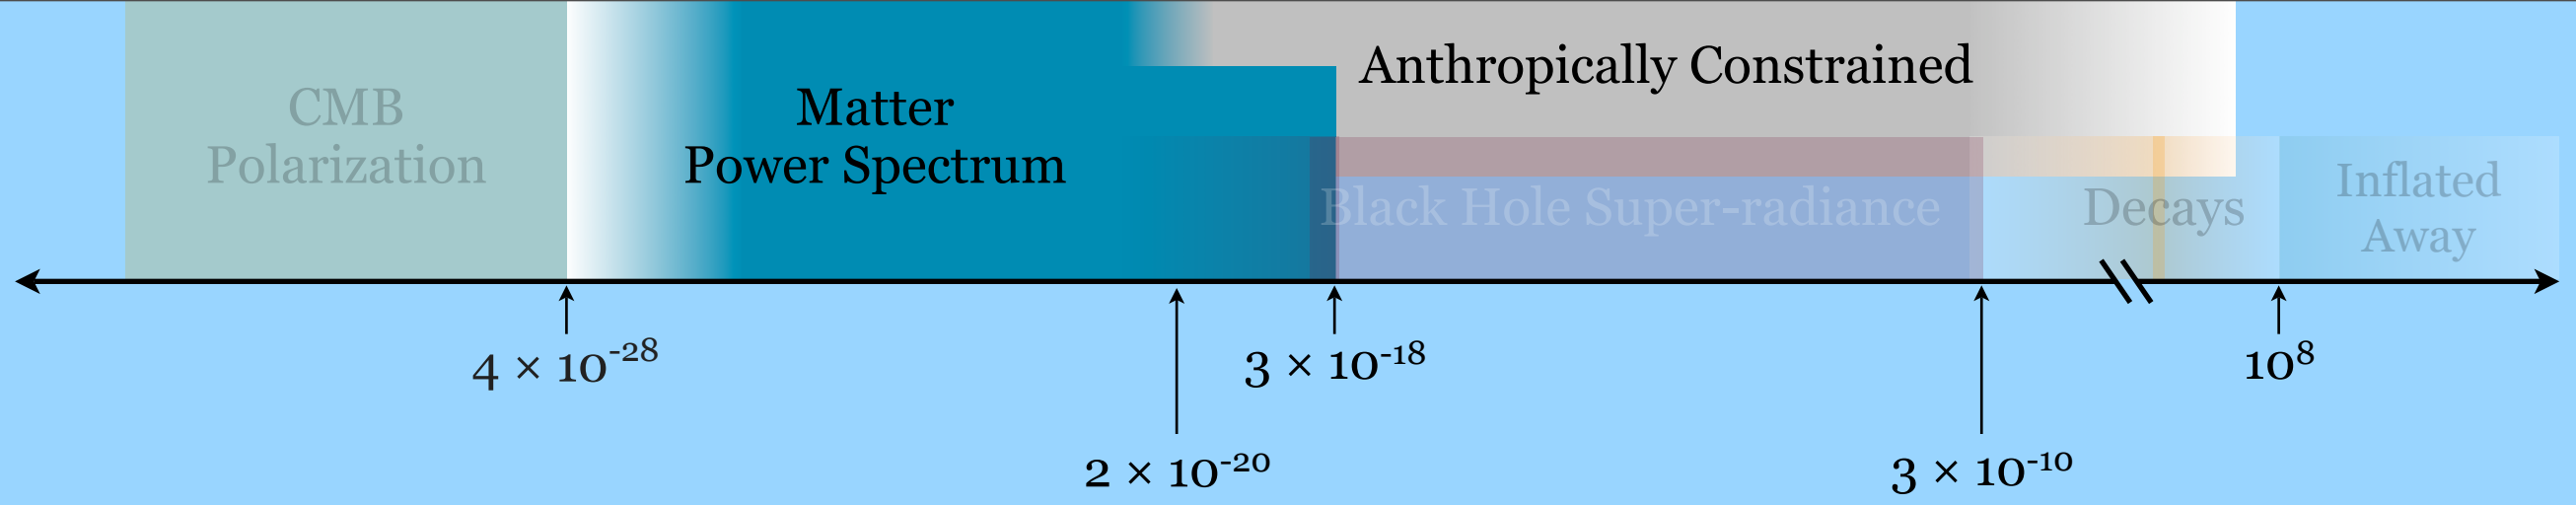 CMB
Polarization
Matter
Power Spectrum
Anthropically Constrained
Black Hole Super-radiance
Decays
Inflated
Away
4 × 10⁻²⁸
2 × 10⁻²⁰
3 × 10⁻¹⁸
3 × 10⁻¹⁰
10⁸